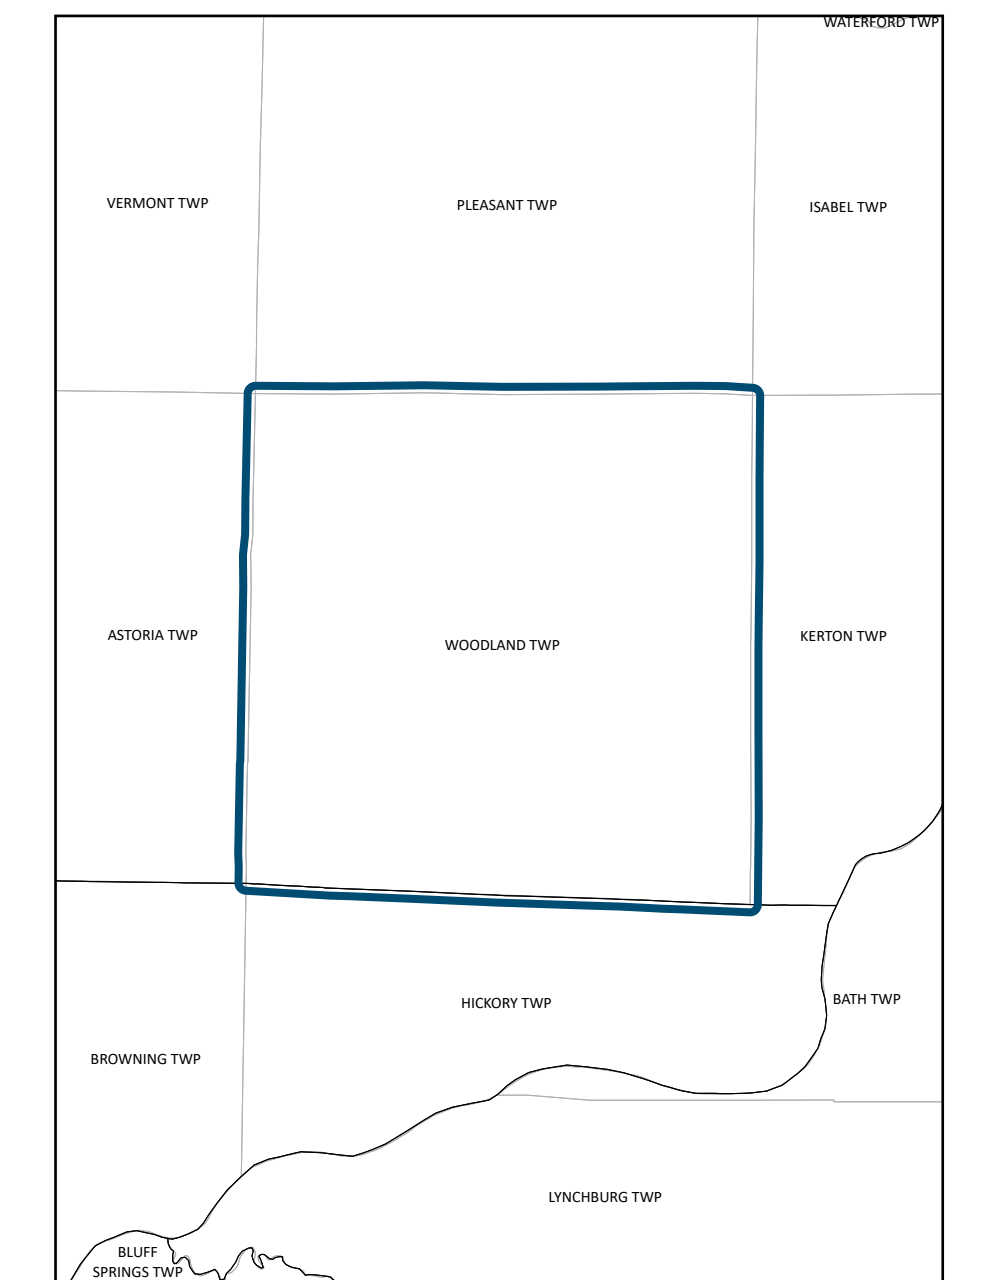 WATERFORD TWP
VERMONT TWP
PLEASANT TWP
ISABEL TWP
ASTORIA TWP
WOODLAND TWP
KERTON TWP
HICKORY TWP
BATH TWP
BROWNING TWP
LYNCHBURG TWP
BLUFF
SPRINGS TWP